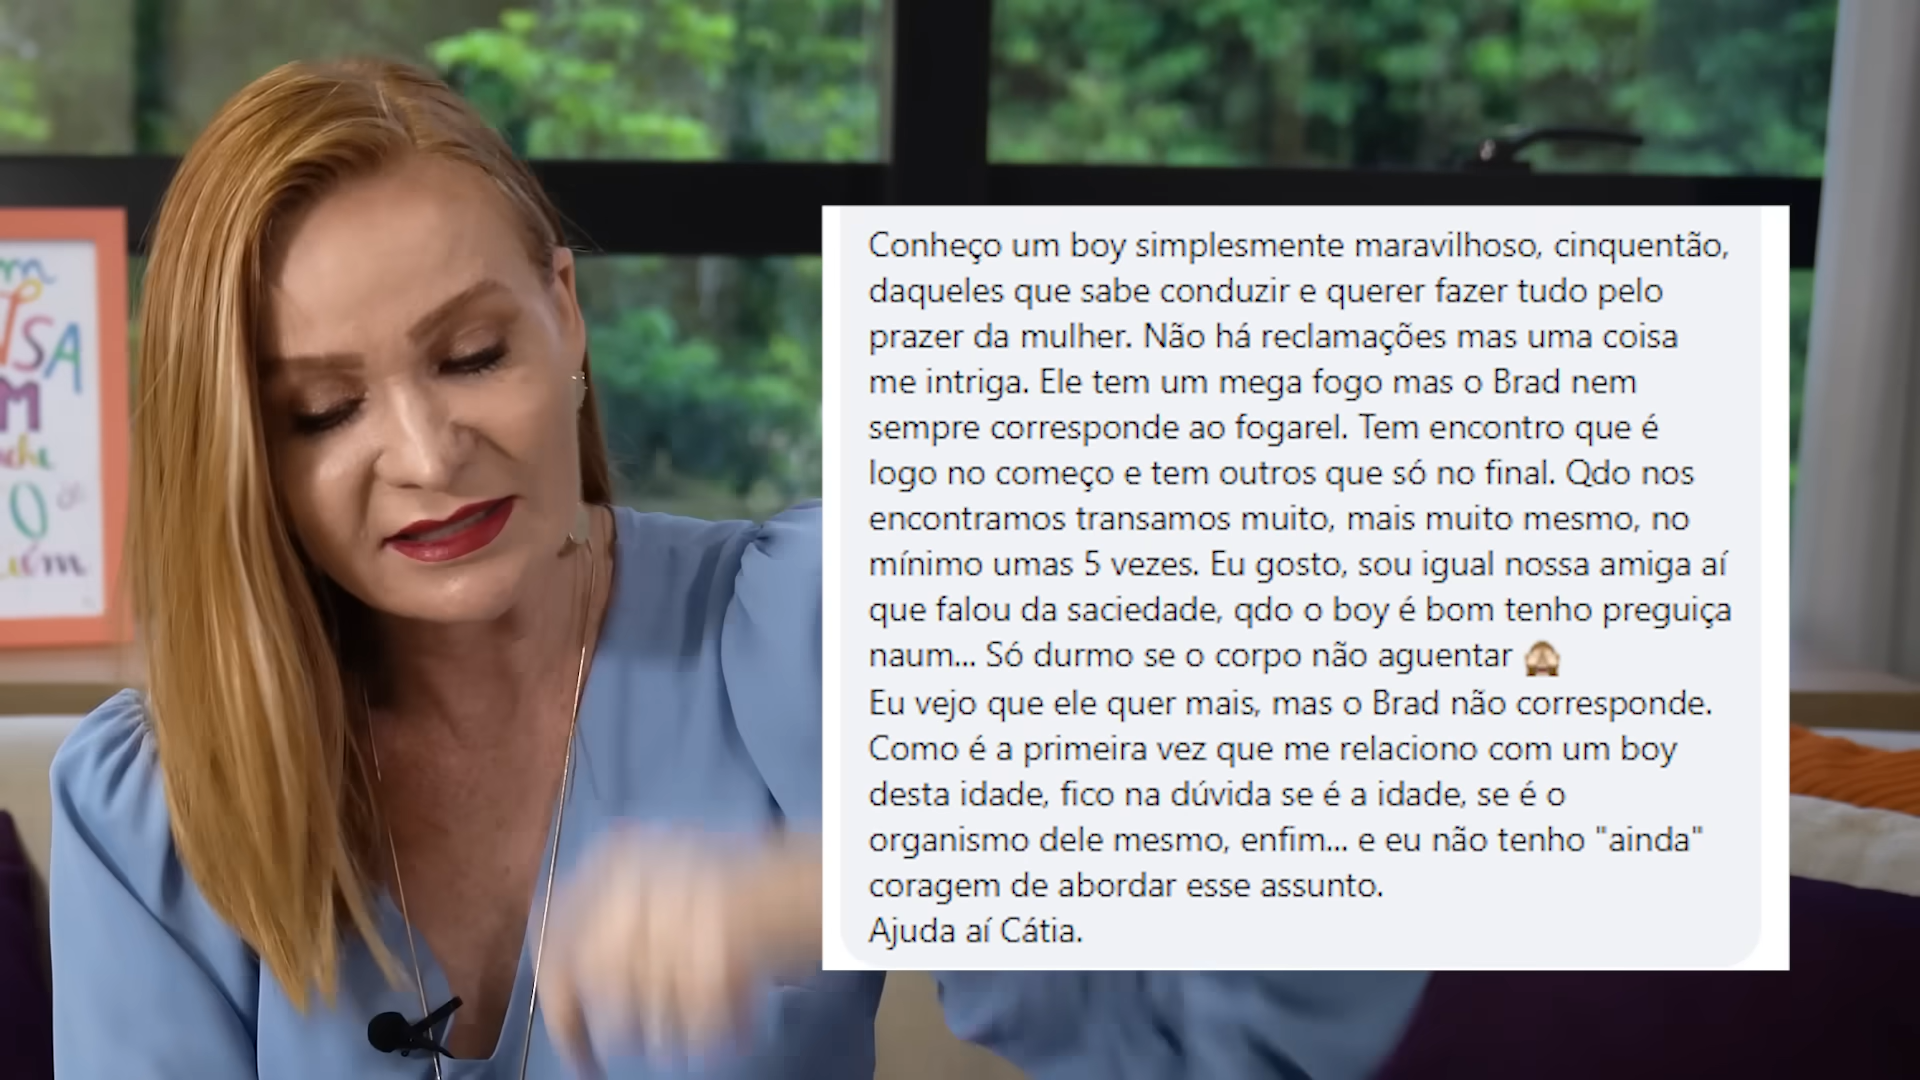 Conheço um boy simplesmente maravilhoso, cinquentão,
daqueles que sabe conduzir e querer fazer tudo pelo
prazer da mulher. Não há reclamações mas uma coisa
me intriga. Ele tem um mega fogo mas o Brad nem
sempre corresponde ao fogarel. Tem encontro que é
logo no começo e tem outros que só no final. Qdo nos
encontramos transamos muito, mais muito mesmo, no
mínimo umas 5 vezes. Eu gosto, sou igual nossa amiga aí
que falou da saciedade, qdo o boy é bom tenho preguiça
naum... Só durmo se o corpo não aguentar 🙈
Eu vejo que ele quer mais, mas o Brad não corresponde.
Como é a primeira vez que me relaciono com um boy
desta idade, fico na dúvida se é a idade, se é o
organismo dele mesmo, enfim... e eu não tenho "ainda"
coragem de abordar esse assunto.
Ajuda aí Cátia.